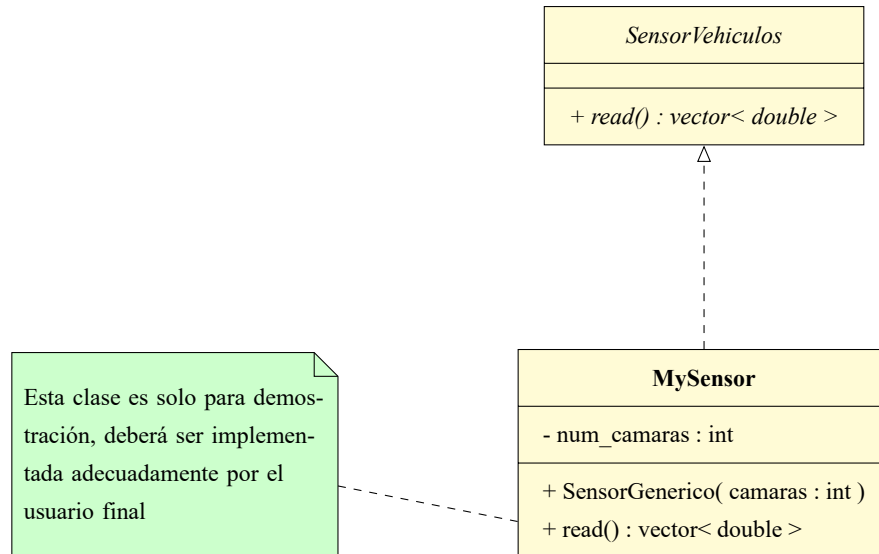 SensorVehiculos
+ read() : vector< double >
Esta clase es solo para demos-
tración, deberá ser implemen-
tada adecuadamente por el
usuario final
MySensor
- num_camaras : int
+ SensorGenerico( camaras : int )
+ read() : vector< double >